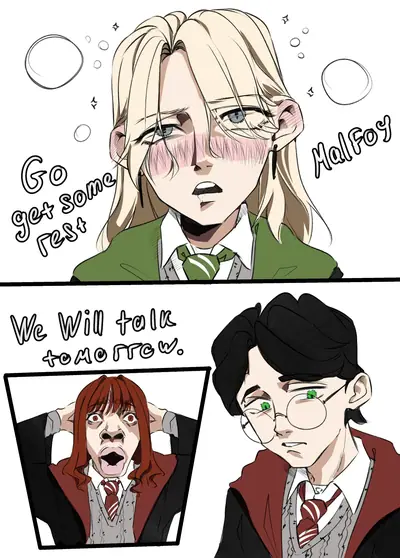 Go
get some
rest
Malfoy
We Will talk
tomorrow.